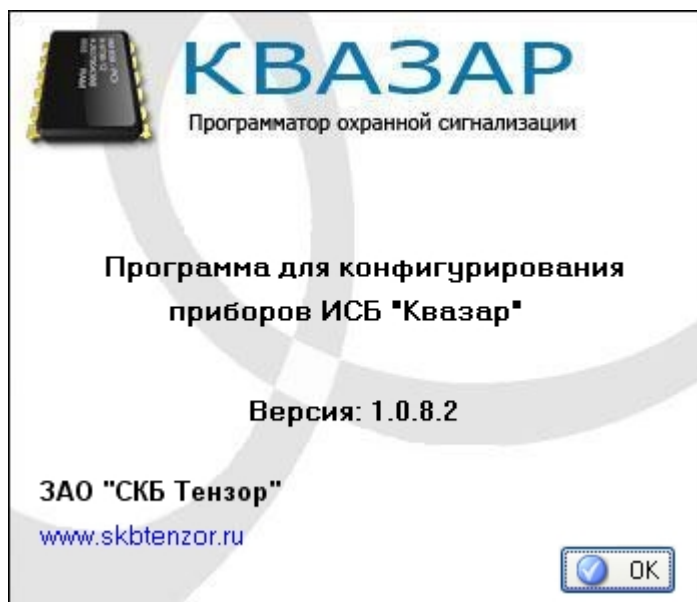 КВАЗАР
Программатор охранной сигнализации
Программа для конфигурирования
приборов ИСБ "Квазар"
Версия: 1.0.8.2
ЗАО "СКБ Тензор"
www.skbtenzor.ru
OK